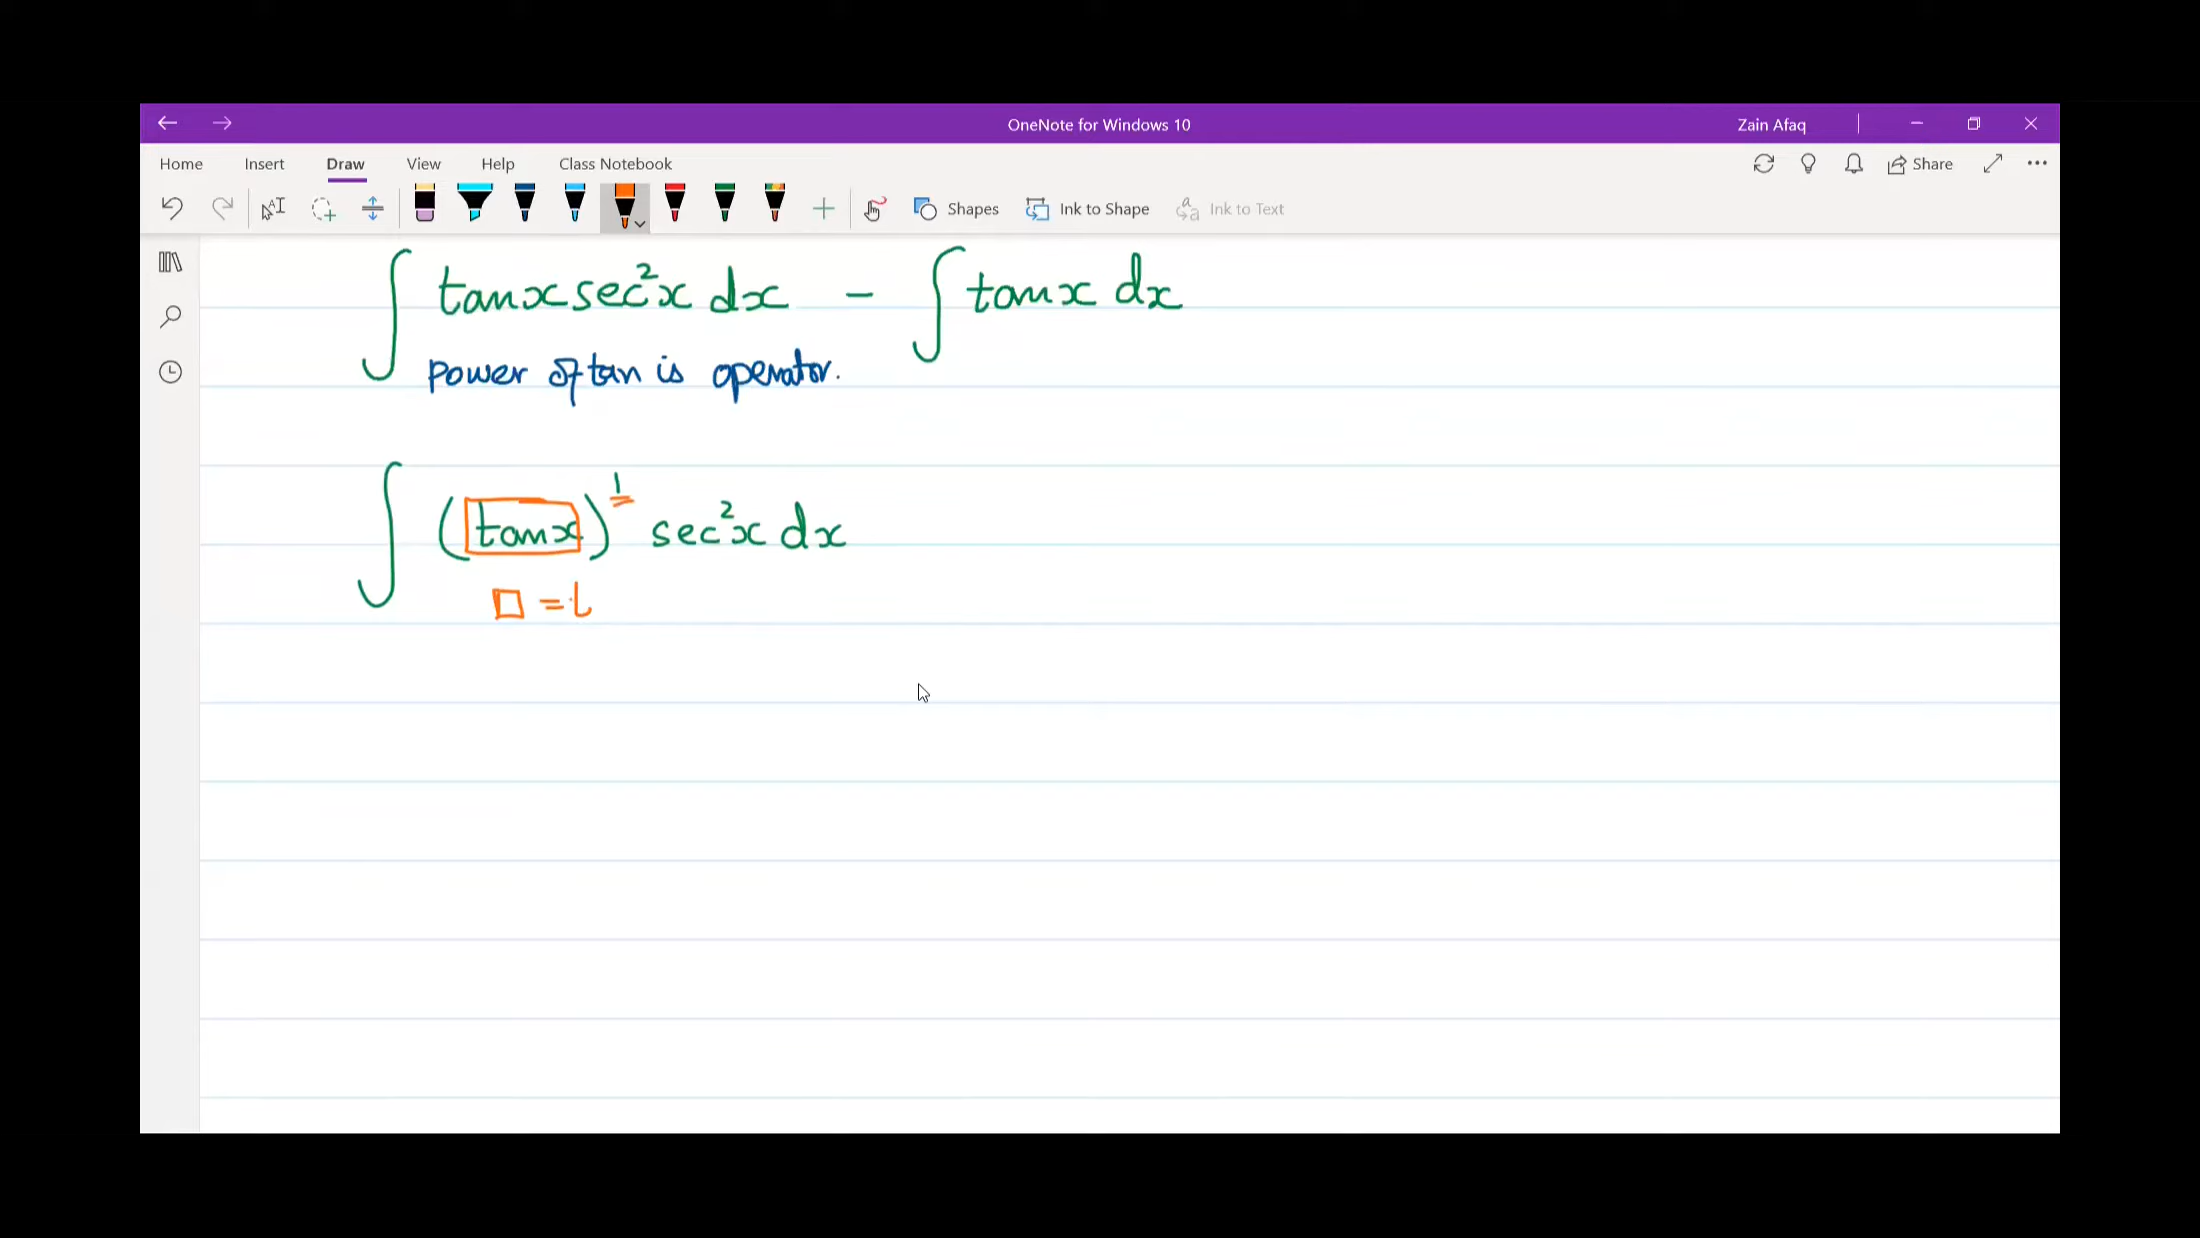 OneNote for Windows 10
Zain Afaq
Home Insert Draw View Help Class Notebook Share
Shapes Ink to Shape Ink to Text
∫ tanx sec²x dx − ∫ tanx dx
power of tan is operator.
∫ (tanx)¹ sec²x dx
□ = t